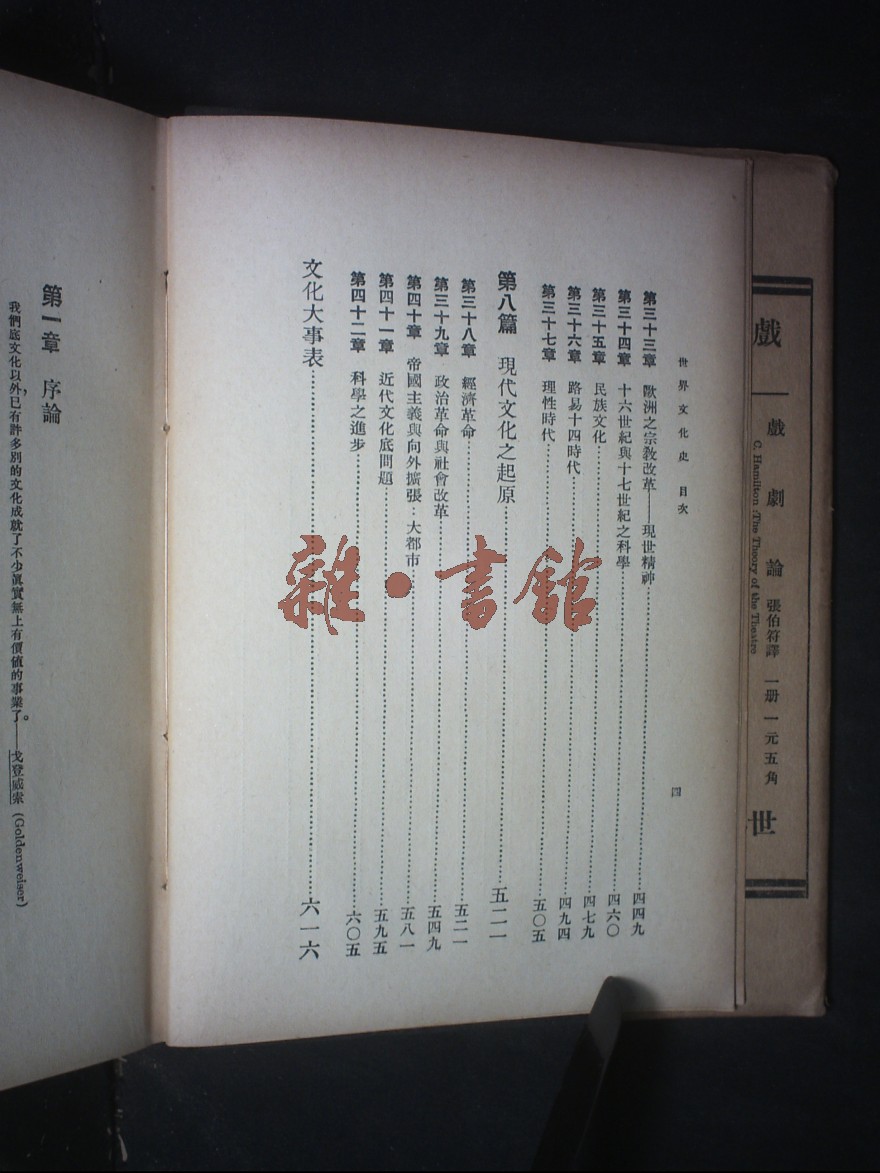 世界文化史 目次
四
第三十三章 歐洲之宗教改革——現世精神……四四九
第三十四章 十六世紀與十七世紀之科學……四六〇
第三十五章 民族文化……四七九
第三十六章 路易十四時代……四九四
第三十七章 理性時代……五〇五
第八篇 現代文化之起原……五二一
第三十八章 經濟革命……五二一
第三十九章 政治革命與社會改革……五四九
第四十章 帝國主義與向外擴張：大都市……五八一
第四十一章 近代文化底問題……五九五
第四十二章 科學之進步……六〇五
文化大事表……六一六
第一章 序論
我們底文化以外，已有許多別的文化成就了不少眞實無上有價値的事業了。——戈登威索 (Goldenweiser)
戲
戲劇論 張伯符譯 一册一元五角
C. Hamilton :The Theory of the Theatre
世
雜·書館